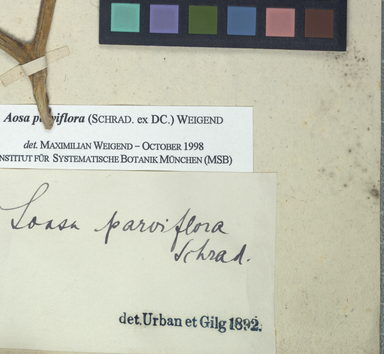 Aosa parviflora (SCHRAD. ex DC.) WEIGEND
det. MAXIMILIAN WEIGEND – OCTOBER 1998
NSTITUT FÜR SYSTEMATISCHE BOTANIK MÜNCHEN (MSB)
Loasa parviflora
Schrad.
det. Urban et Gilg 1892.